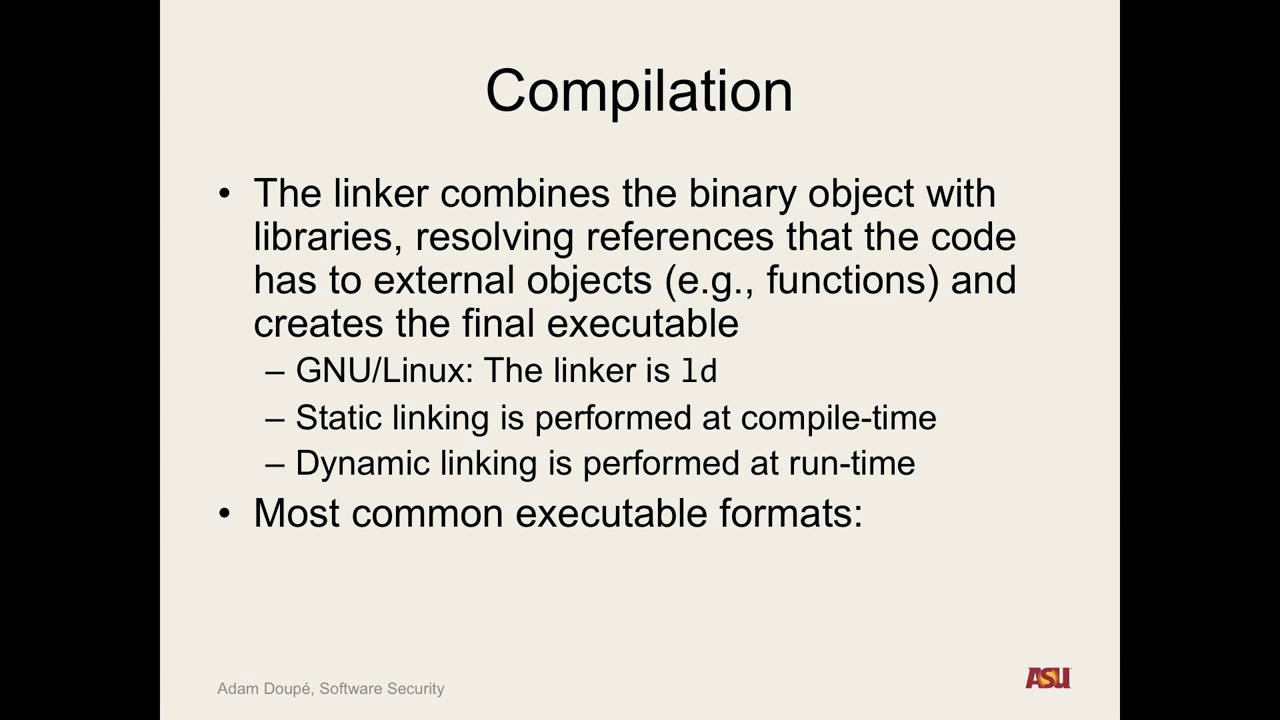 Compilation
• The linker combines the binary object with
libraries, resolving references that the code
has to external objects (e.g., functions) and
creates the final executable
– GNU/Linux: The linker is ld
– Static linking is performed at compile-time
– Dynamic linking is performed at run-time
• Most common executable formats:
Adam Doupé, Software Security
ASU